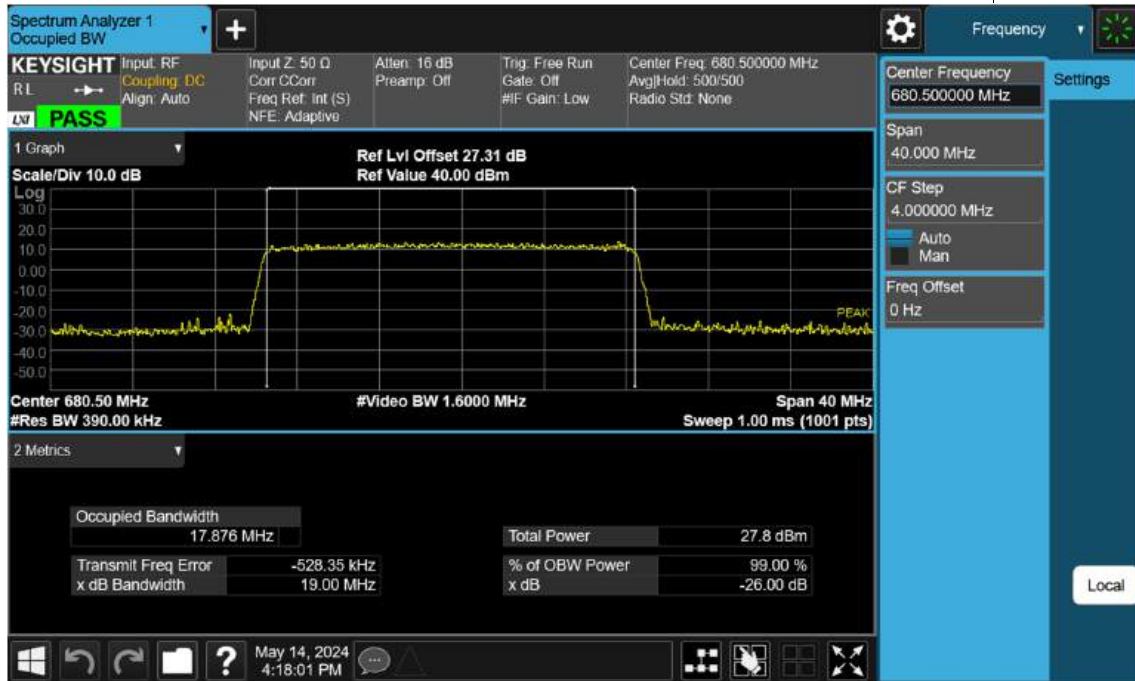 Spectrum Analyzer 1
Occupied BW
Frequency
KEYSIGHT
RL
LXI
PASS
Input: RF
Coupling: DC
Align: Auto
Input Z: 50 Ω
Corr CCorr
Freq Ref: Int (S)
NFE: Adaptive
Atten: 16 dB
Preamp: Off
Trig: Free Run
Gate: Off
#IF Gain: Low
Center Freq: 680.500000 MHz
Avg|Hold: 500/500
Radio Std: None
Center Frequency
680.500000 MHz
Settings
Span
40.000 MHz
CF Step
4.000000 MHz
Auto
Man
Freq Offset
0 Hz
1 Graph
Scale/Div 10.0 dB
Ref Lvl Offset 27.31 dB
Ref Value 40.00 dBm
Log
30.0
20.0
10.0
0.00
-10.0
-20.0
-30.0
-40.0
-50.0
PEAK
Center 680.50 MHz
#Video BW 1.6000 MHz
Span 40 MHz
#Res BW 390.00 kHz
Sweep 1.00 ms (1001 pts)
2 Metrics
Occupied Bandwidth
17.876 MHz
Total Power 27.8 dBm
Transmit Freq Error -528.35 kHz
% of OBW Power 99.00 %
x dB Bandwidth 19.00 MHz
x dB -26.00 dB
Local
May 14, 2024
4:18:01 PM